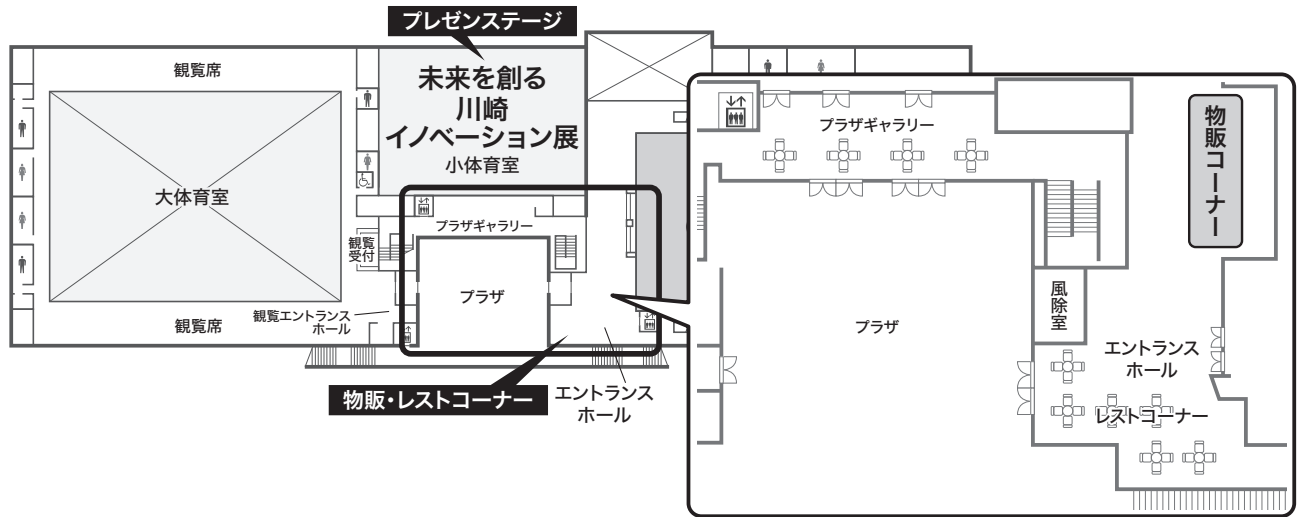 プレゼンステージ
観覧席
未来を創る
川崎
イノベーション展
小体育室
大体育室
プラザギャラリー
観覧
受付
プラザ
観覧エントランス
ホール
観覧席
物販・レストコーナー
エントランス
ホール
プラザギャラリー
物販コーナー
風除室
プラザ
エントランス
ホール
レストコーナー